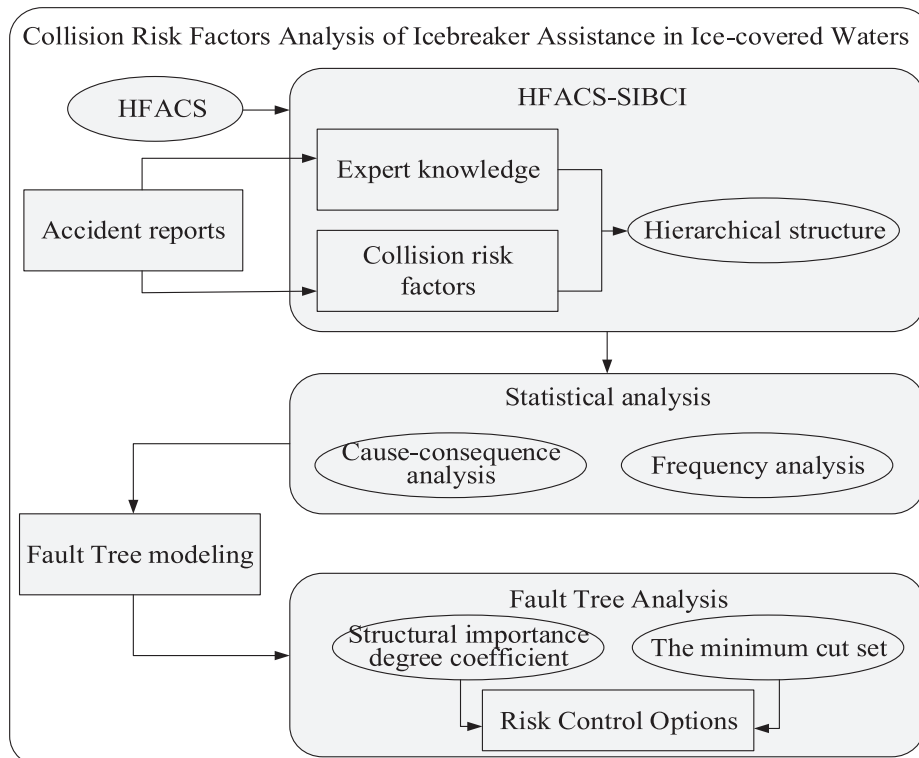 Collision Risk Factors Analysis of Icebreaker Assistance in Ice-covered Waters
HFACS
HFACS-SIBCI
Expert knowledge
Accident reports
Hierarchical structure
Collision risk
factors
Statistical analysis
Cause-consequence
analysis
Frequency analysis
Fault Tree modeling
Fault Tree Analysis
Structural importance
degree coefficient
The minimum cut set
Risk Control Options